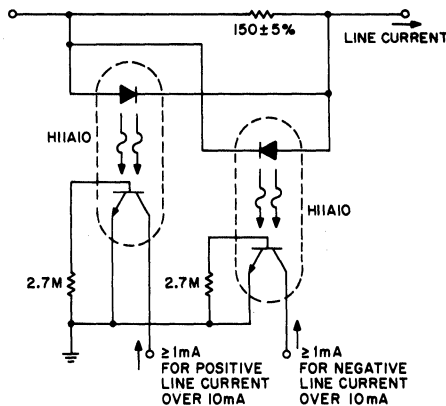 150±5%
LINE CURRENT
H11A10
H11A10
2.7M
2.7M
≥1mA
FOR POSITIVE
LINE CURRENT
OVER 10mA
≥1mA
FOR NEGATIVE
LINE CURRENT
OVER 10mA